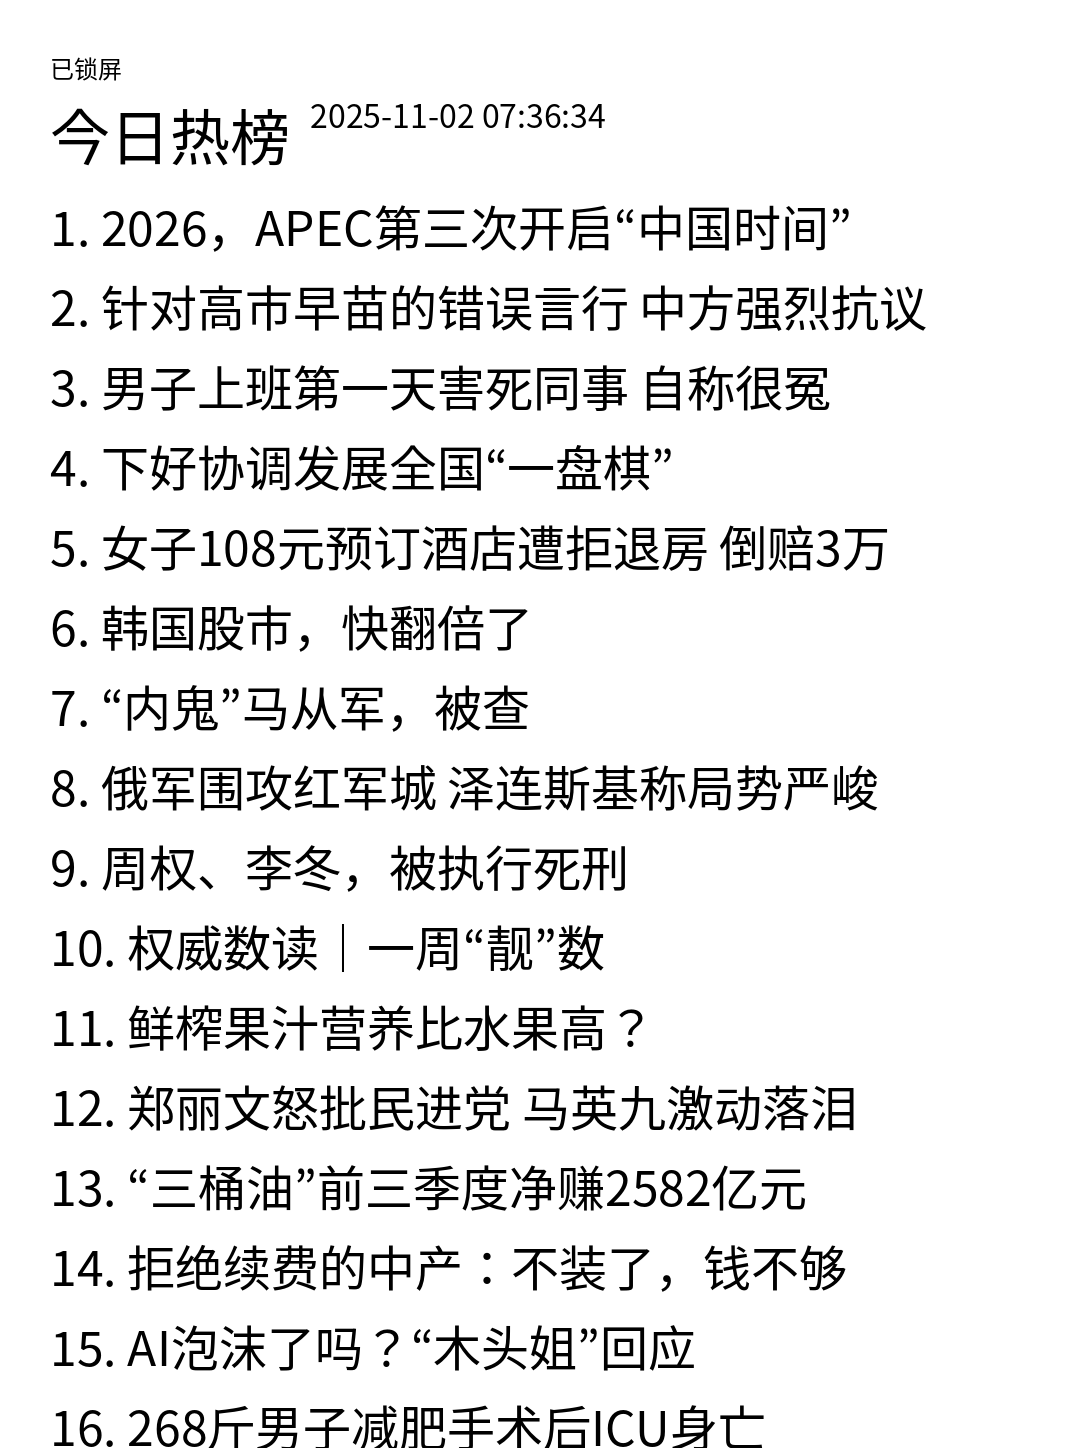 已锁屏
今日热榜 2025-11-02 07:36:34
1. 2026，APEC第三次开启“中国时间”
2. 针对高市早苗的错误言行 中方强烈抗议
3. 男子上班第一天害死同事 自称很冤
4. 下好协调发展全国“一盘棋”
5. 女子108元预订酒店遭拒退房 倒赔3万
6. 韩国股市，快翻倍了
7. “内鬼”马从军，被查
8. 俄军围攻红军城 泽连斯基称局势严峻
9. 周权、李冬，被执行死刑
10. 权威数读｜一周“靓”数
11. 鲜榨果汁营养比水果高？
12. 郑丽文怒批民进党 马英九激动落泪
13. “三桶油”前三季度净赚2582亿元
14. 拒绝续费的中产：不装了，钱不够
15. AI泡沫了吗？“木头姐”回应
16. 268斤男子减肥手术后ICU身亡